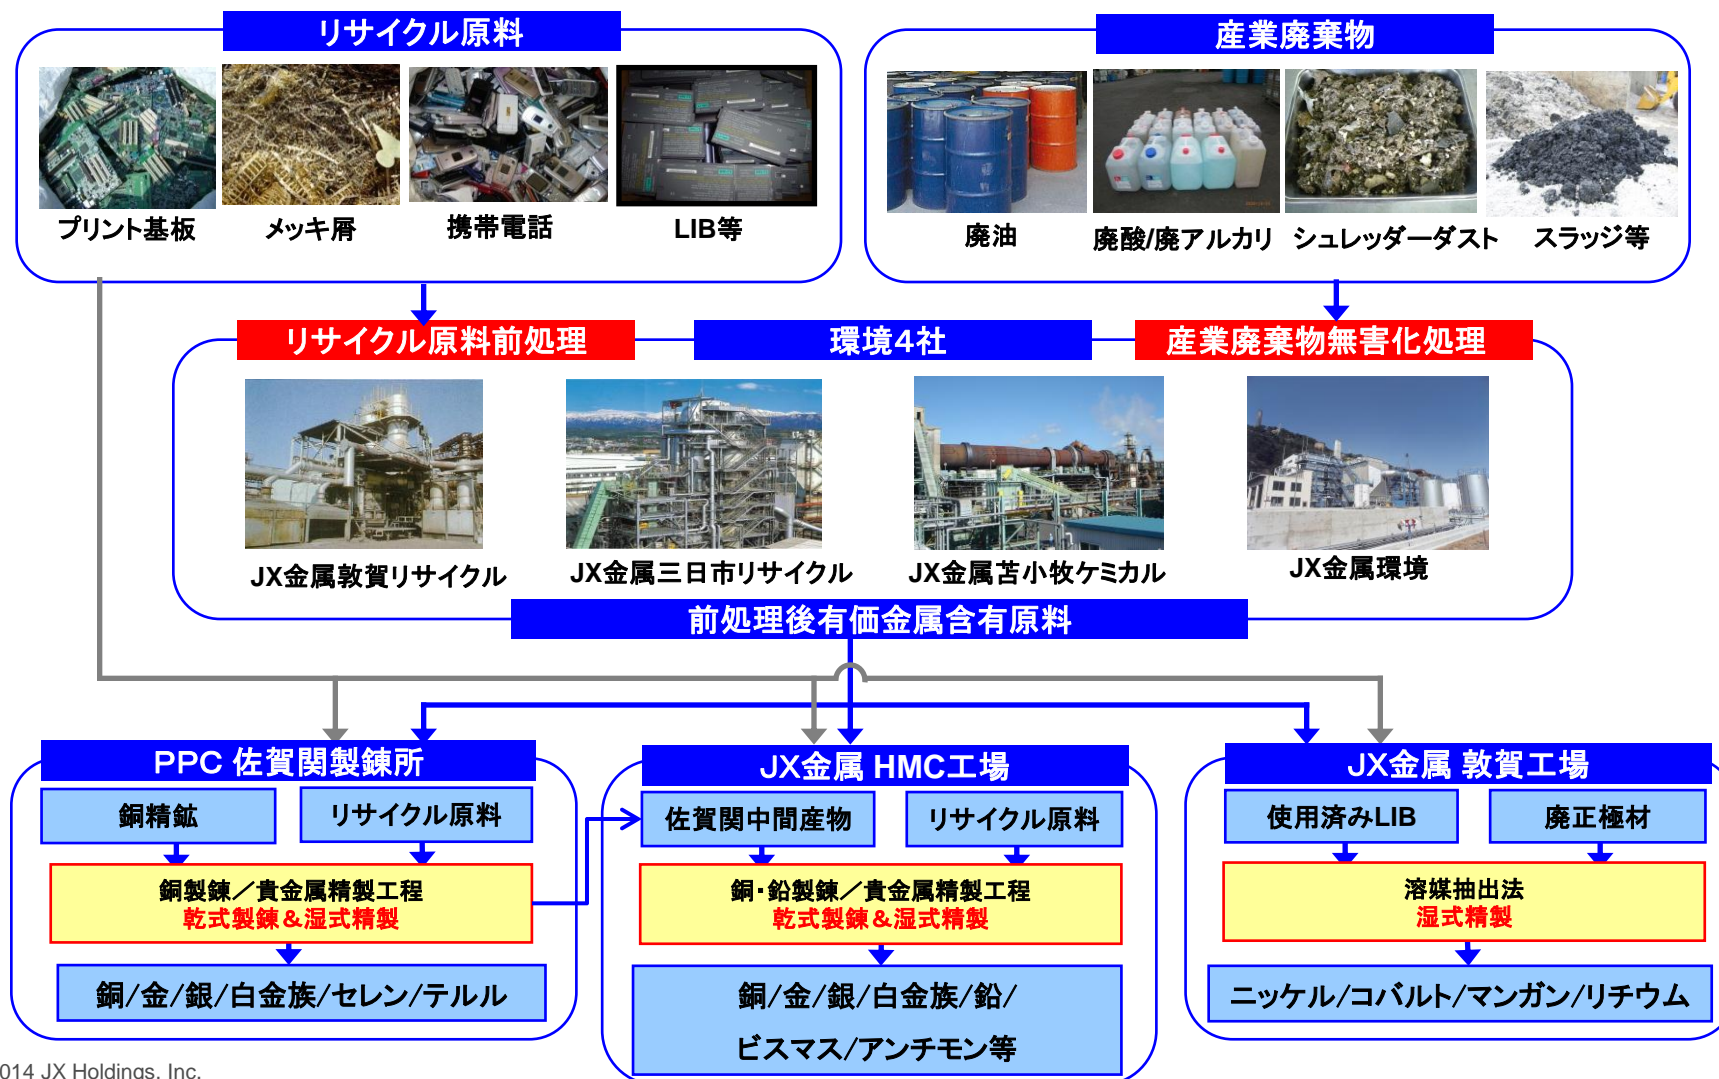 リサイクル原料
産業廃棄物
プリント基板
メッキ屑
携帯電話
LIB等
廃油
廃酸/廃アルカリ
シュレッダーダスト
スラッジ等
リサイクル原料前処理
環境4社
産業廃棄物無害化処理
JX金属敦賀リサイクル
JX金属三日市リサイクル
JX金属苫小牧ケミカル
JX金属環境
前処理後有価金属含有原料
PPC 佐賀関製錬所
銅精鉱
リサイクル原料
銅製錬/貴金属精製工程
乾式製錬&湿式精製
銅/金/銀/白金族/セレン/テルル
JX金属 HMC工場
佐賀関中間産物
リサイクル原料
銅・鉛製錬/貴金属精製工程
乾式製錬&湿式精製
銅/金/銀/白金族/鉛/
ビスマス/アンチモン等
JX金属 敦賀工場
使用済みLIB
廃正極材
溶媒抽出法
湿式精製
ニッケル/コバルト/マンガン/リチウム
014 JX Holdings, Inc.